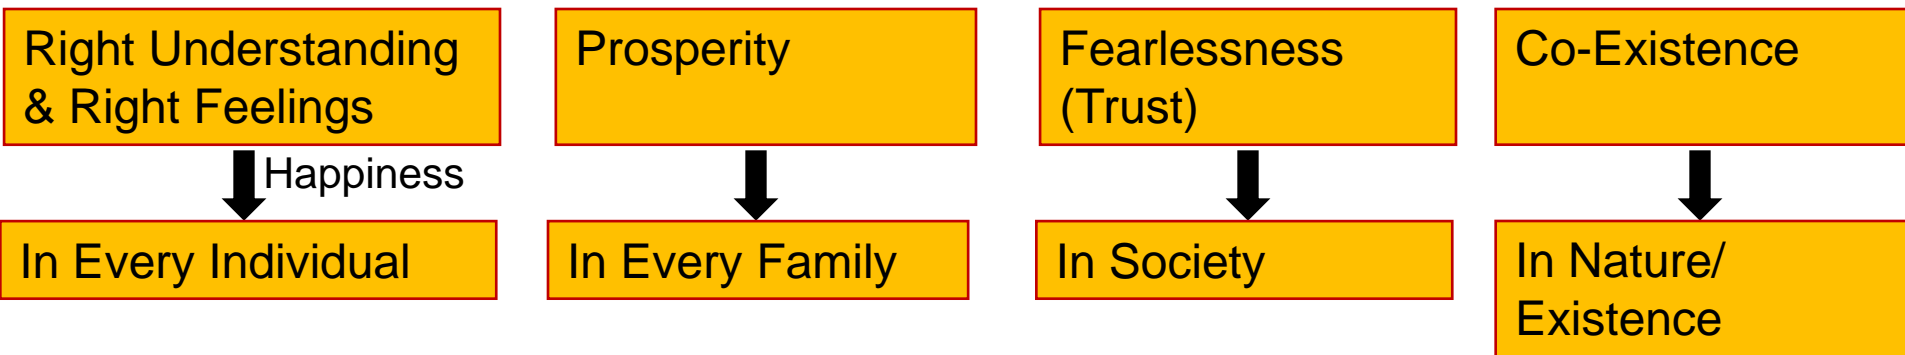 Right Understanding
& Right Feelings
Prosperity
Fearlessness
(Trust)
Co-Existence
Happiness
In Every Individual
In Every Family
In Society
In Nature/
Existence